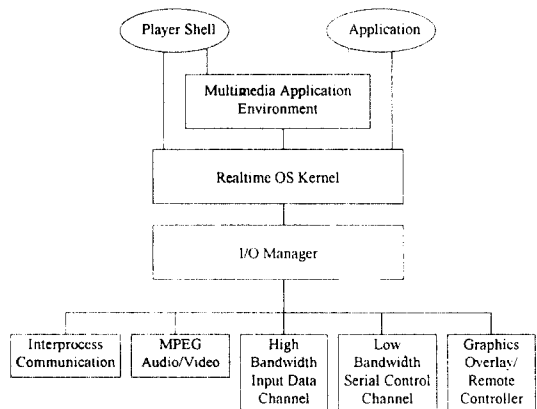 Player Shell
Application
Multimedia Application
Environment
Realtime OS Kernel
I/O Manager
Interprocess
Communication
MPEG
Audio/Video
High
Bandwidth
Input Data
Channel
Low
Bandwidth
Serial Control
Channel
Graphics
Overlay/
Remote
Controller